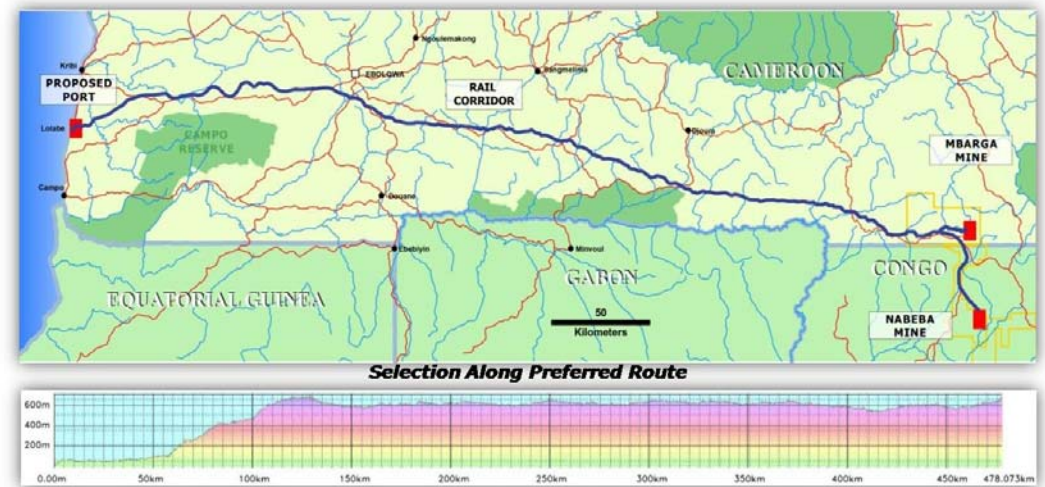 Ngoulemakong
CAMEROON
Kribi
EBOLOWA
Sangmelima
PROPOSED
PORT
RAIL
CORRIDOR
Lolabe
CAMPO
RESERVE
Djoum
MBARGA
MINE
Campo
Ebebiyin
Minvoul
CONGO
GABON
EQUATORIAL GUINEA
50
Kilometers
NABEBA
MINE
Selection Along Preferred Route
600m
400m
200m
0.00m 50km 100km 150km 200km 250km 300km 350km 400km 450km 478.073km